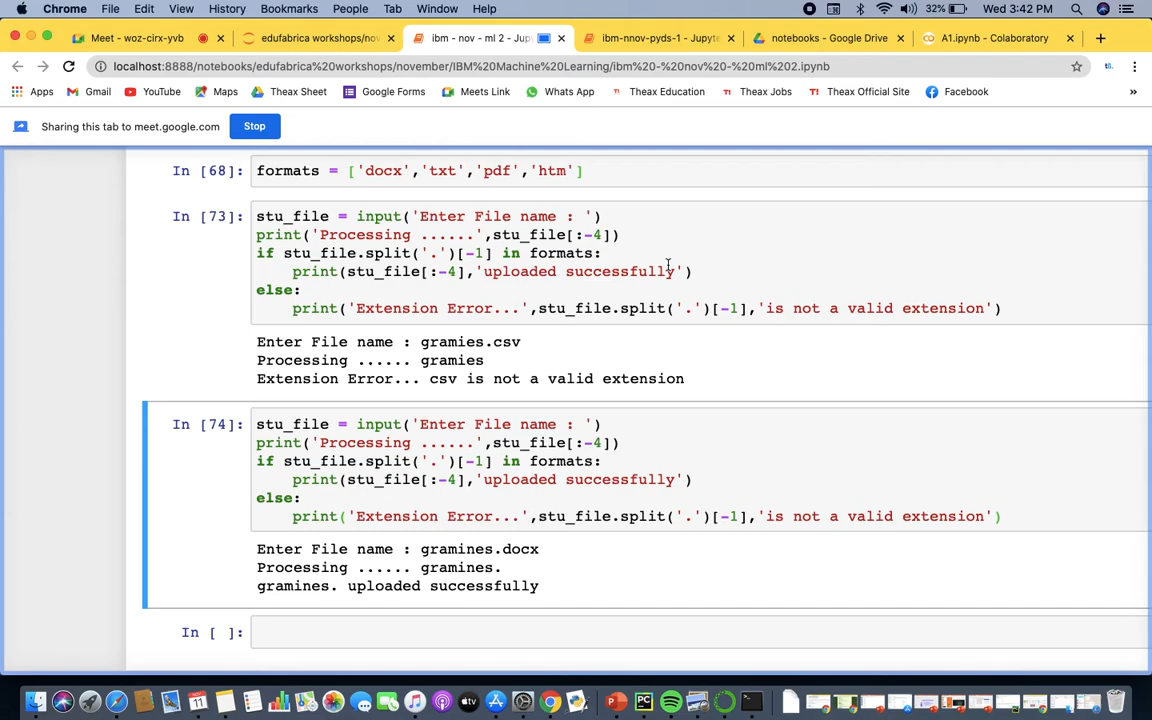 Chrome File Edit View History Bookmarks People Tab Window Help 32% Wed 3:42 PM
Meet - woz-cirx-yvb edufabrica workshops/nov ibm - nov - ml 2 - Jup ibm-nnov-pyds-1 - Jupyte notebooks - Google Drive A1.ipynb - Colaboratory
localhost:8888/notebooks/edufabrica%20workshops/november/IBM%20Machine%20Learning/ibm%20-%20nov%20-%20ml%202.ipynb
Apps Gmail YouTube Maps Theax Sheet Google Forms Meets Link Whats App Theax Education Theax Jobs Theax Official Site Facebook »
Sharing this tab to meet.google.com Stop
In [68]: formats = ['docx','txt','pdf','htm']
In [73]: stu_file = input('Enter File name : ')
print('Processing ......',stu_file[:-4])
if stu_file.split('.')[-1] in formats:
print(stu_file[:-4],'uploaded successfully')
else:
print('Extension Error...',stu_file.split('.')[-1],'is not a valid extension')
Enter File name : gramies.csv
Processing ...... gramies
Extension Error... csv is not a valid extension
In [74]: stu_file = input('Enter File name : ')
print('Processing ......',stu_file[:-4])
if stu_file.split('.')[-1] in formats:
print(stu_file[:-4],'uploaded successfully')
else:
print('Extension Error...',stu_file.split('.')[-1],'is not a valid extension')
Enter File name : gramines.docx
Processing ...... gramines.
gramines. uploaded successfully
In [ ]: